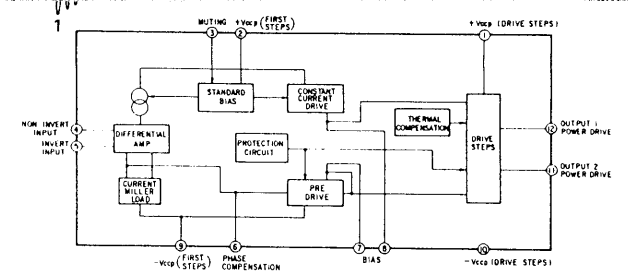 1
MUTING +Vccp (FIRST STEPS) +Vccp (DRIVE STEPS)
3 2 1
STANDARD BIAS
CONSTANT CURRENT DRIVE
THERMAL COMPENSATION
NON INVERT INPUT 4
INVERT INPUT 5
DIFFERENTIAL AMP
PROTECTION CIRCUIT
DRIVE STEPS
12 OUTPUT 1 POWER DRIVE
11 OUTPUT 2 POWER DRIVE
CURRENT MILLER LOAD
PRE DRIVE
9 6 7 8 10
-Vccp (FIRST STEPS) PHASE COMPENSATION BIAS -Vccp (DRIVE STEPS)